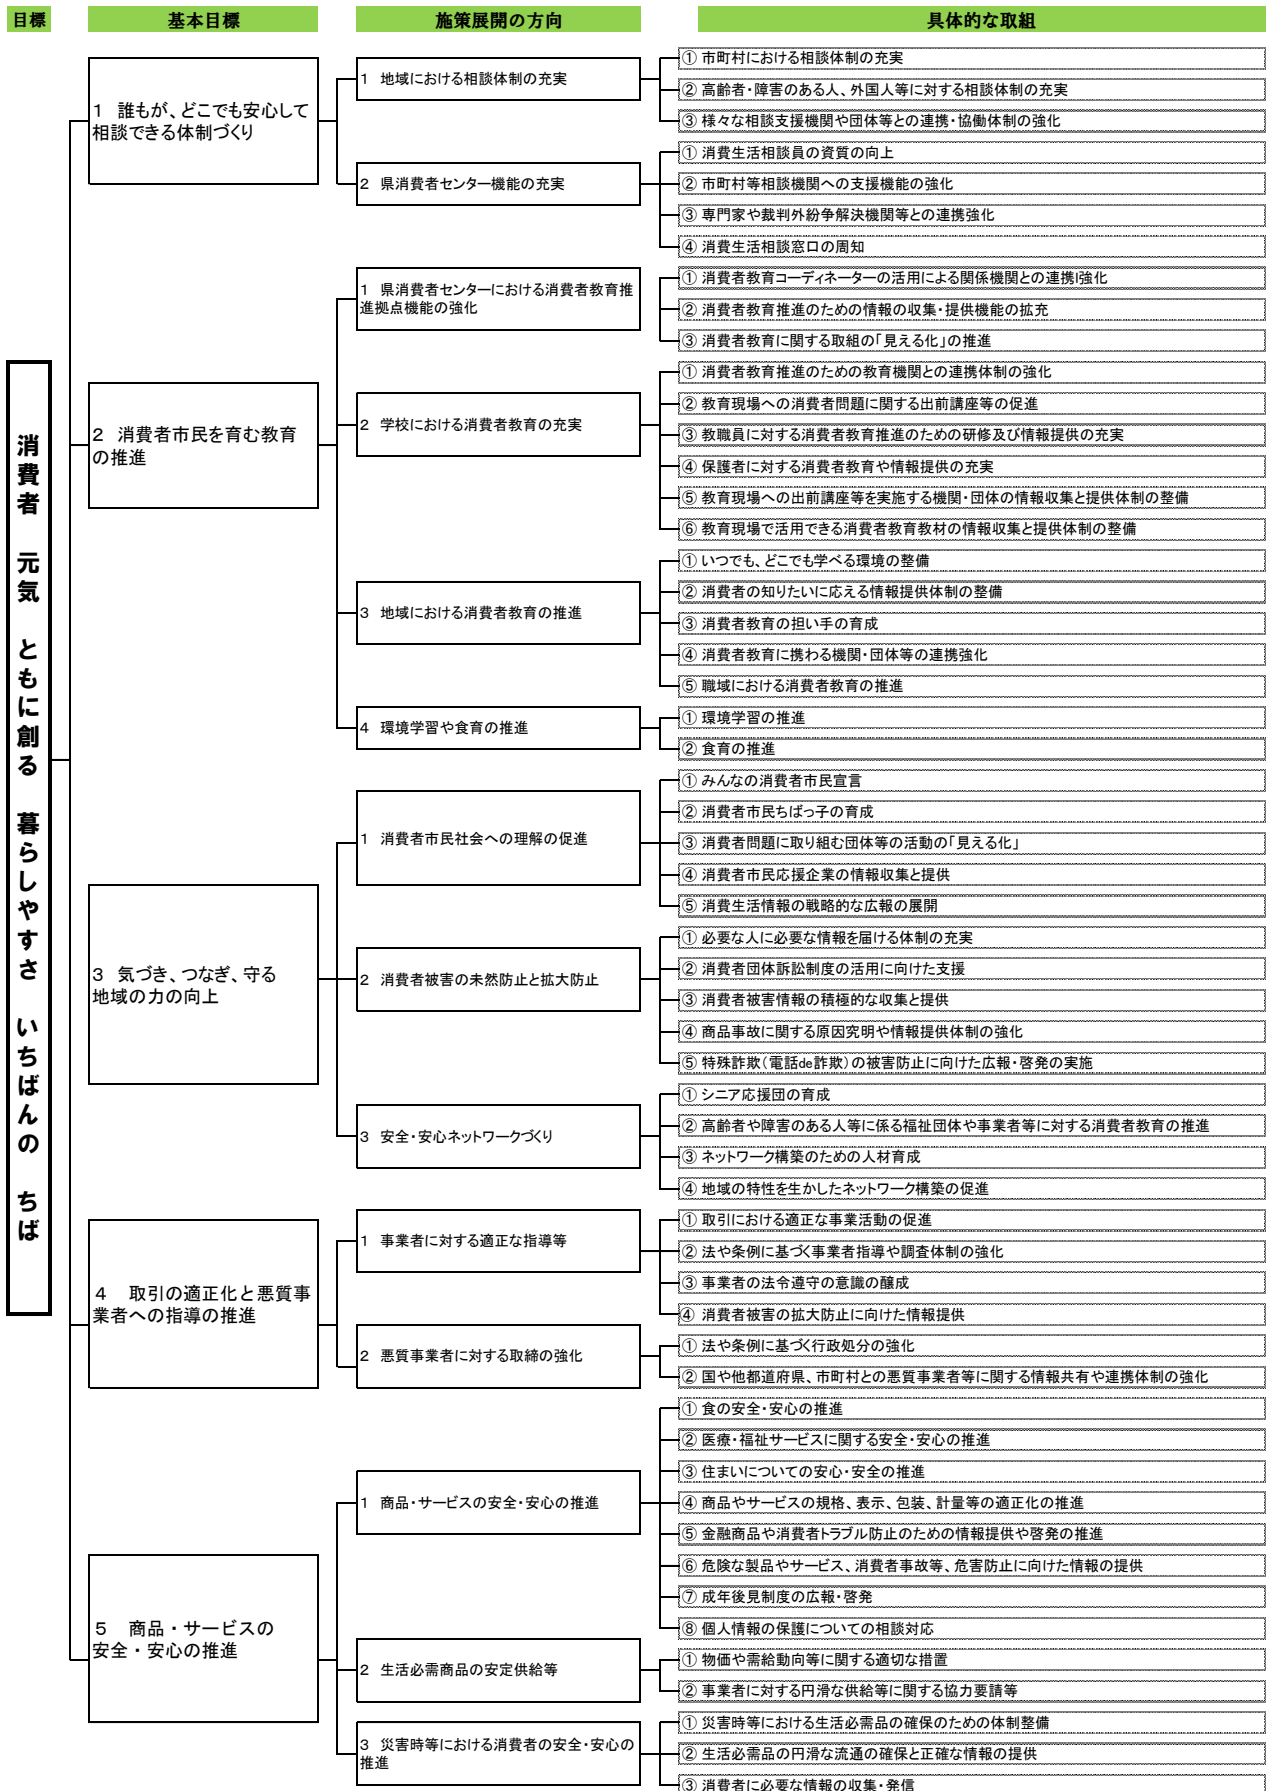 目標
基本目標
施策展開の方向
具体的な取組
消費者　元気　ともに創る　暮らしやすさ　いちばんの　ちば
1　誰もが、どこでも安心して
相談できる体制づくり
1　地域における相談体制の充実
① 市町村における相談体制の充実
② 高齢者・障害のある人、外国人等に対する相談体制の充実
③ 様々な相談支援機関や団体等との連携・協働体制の強化
2　県消費者センター機能の充実
① 消費生活相談員の資質の向上
② 市町村等相談機関への支援機能の強化
③ 専門家や裁判外紛争解決機関等との連携強化
④ 消費生活相談窓口の周知
2　消費者市民を育む教育
の推進
1　県消費者センターにおける消費者教育推
進拠点機能の強化
① 消費者教育コーディネーターの活用による関係機関との連携強化
② 消費者教育推進のための情報の収集・提供機能の拡充
③ 消費者教育に関する取組の「見える化」の推進
2　学校における消費者教育の充実
① 消費者教育推進のための教育機関との連携体制の強化
② 教育現場への消費者問題に関する出前講座等の促進
③ 教職員に対する消費者教育推進のための研修及び情報提供の充実
④ 保護者に対する消費者教育や情報提供の充実
⑤ 教育現場への出前講座等を実施する機関・団体の情報収集と提供体制の整備
⑥ 教育現場で活用できる消費者教育教材の情報収集と提供体制の整備
3　地域における消費者教育の推進
① いつでも、どこでも学べる環境の整備
② 消費者の知りたいに応える情報提供体制の整備
③ 消費者教育の担い手の育成
④ 消費者教育に携わる機関・団体等の連携強化
⑤ 職域における消費者教育の推進
4　環境学習や食育の推進
① 環境学習の推進
② 食育の推進
3　気づき、つなぎ、守る
地域の力の向上
1　消費者市民社会への理解の促進
① みんなの消費者市民宣言
② 消費者市民ちばっ子の育成
③ 消費者問題に取り組む団体等の活動の「見える化」
④ 消費者市民応援企業の情報収集と提供
⑤ 消費生活情報の戦略的な広報の展開
2　消費者被害の未然防止と拡大防止
① 必要な人に必要な情報を届ける体制の充実
② 消費者団体訴訟制度の活用に向けた支援
③ 消費者被害情報の積極的な収集と提供
④ 商品事故に関する原因究明や情報提供体制の強化
⑤ 特殊詐欺（電話de詐欺）の被害防止に向けた広報・啓発の実施
3　安全・安心ネットワークづくり
① シニア応援団の育成
② 高齢者や障害のある人等に係る福祉団体や事業者等に対する消費者教育の推進
③ ネットワーク構築のための人材育成
④ 地域の特性を生かしたネットワーク構築の促進
4　取引の適正化と悪質事
業者への指導の推進
1　事業者に対する適正な指導等
① 取引における適正な事業活動の促進
② 法や条例に基づく事業者指導や調査体制の強化
③ 事業者の法令遵守の意識の醸成
④ 消費者被害の拡大防止に向けた情報提供
2　悪質事業者に対する取締の強化
① 法や条例に基づく行政処分の強化
② 国や他都道府県、市町村との悪質事業者等に関する情報共有や連携体制の強化
5　商品・サービスの
安全・安心の推進
1　商品・サービスの安全・安心の推進
① 食の安全・安心の推進
② 医療・福祉サービスに関する安全・安心の推進
③ 住まいについての安心・安全の推進
④ 商品やサービスの規格、表示、包装、計量等の適正化の推進
⑤ 金融商品や消費者トラブル防止のための情報提供や啓発の推進
⑥ 危険な製品やサービス、消費者事故等、危害防止に向けた情報の提供
⑦ 成年後見制度の広報・啓発
⑧ 個人情報の保護についての相談対応
2　生活必需商品の安定供給等
① 物価や需給動向等に関する適切な措置
② 事業者に対する円滑な供給等に関する協力要請等
3　災害時等における消費者の安全・安心の
推進
① 災害時等における生活必需品の確保のための体制整備
② 生活必需品の円滑な流通の確保と正確な情報の提供
③ 消費者に必要な情報の収集・発信